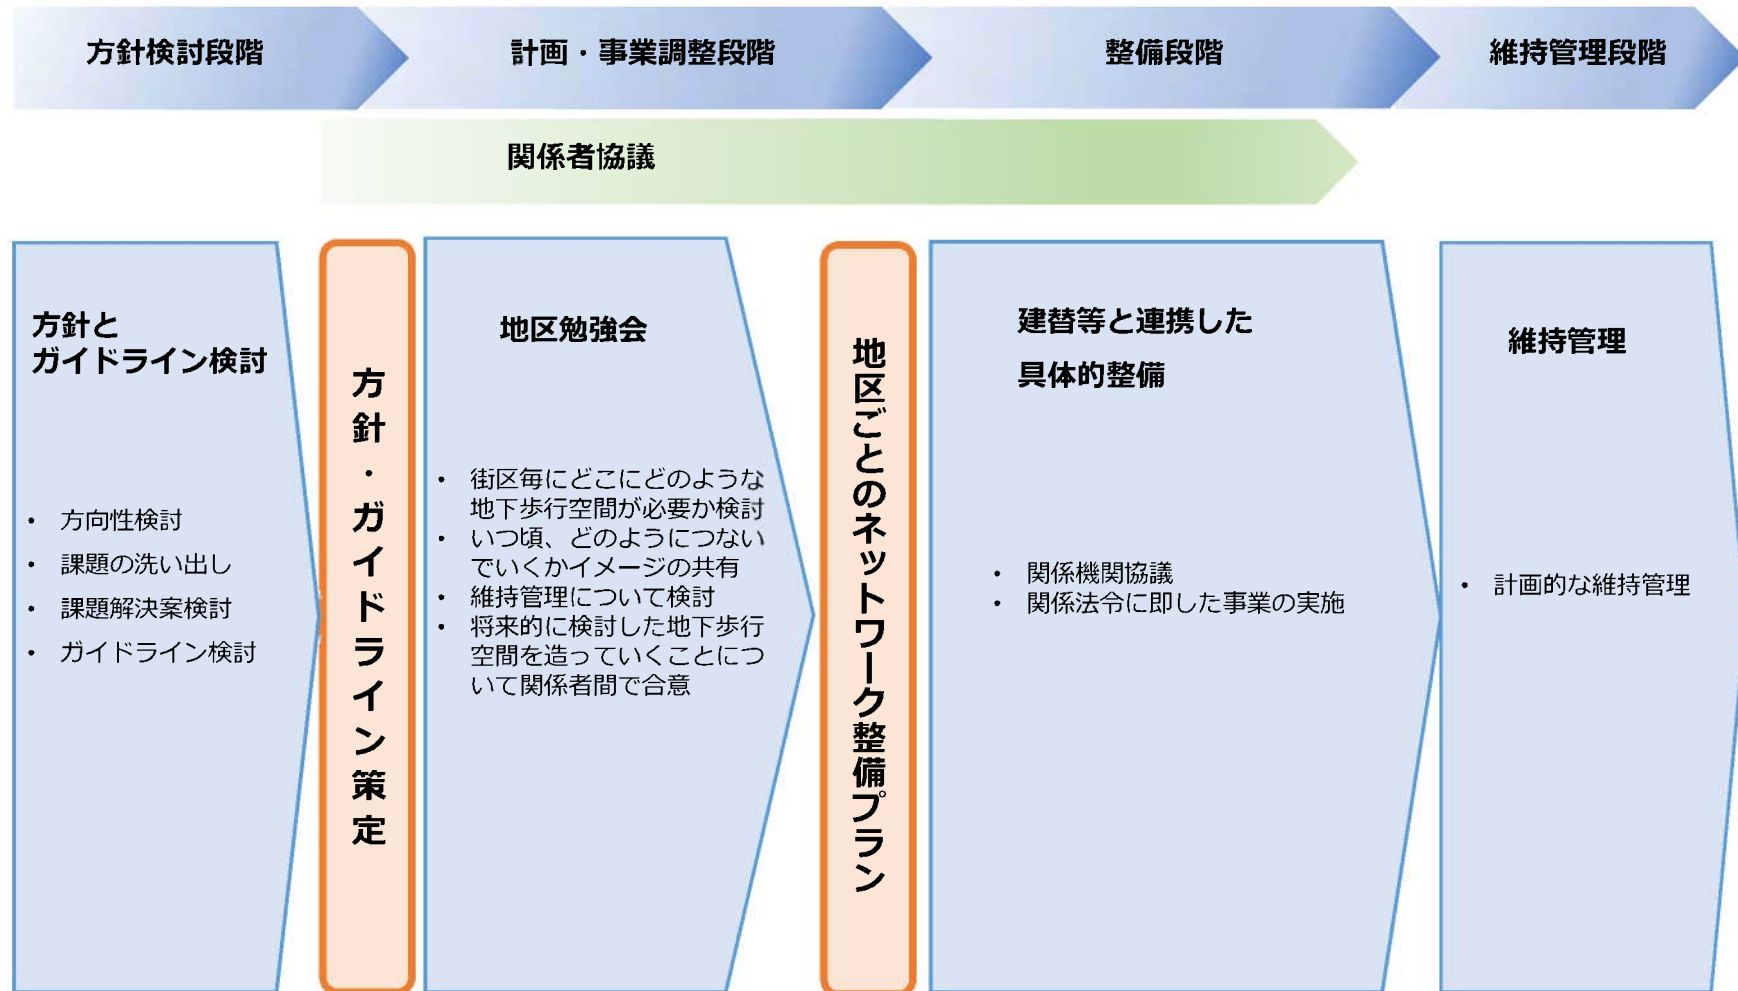 方針検討段階
計画・事業調整段階
整備段階
維持管理段階
関係者協議
方針と
ガイドライン検討
• 方向性検討
• 課題の洗い出し
• 課題解決案検討
• ガイドライン検討
方針・ガイドライン策定
地区勉強会
• 街区毎にどこにどのような
地下歩行空間が必要か検討
• いつ頃、どのようにつない
でいくかイメージの共有
• 維持管理について検討
• 将来的に検討した地下歩行
空間を造っていくことにつ
いて関係者間で合意
地区ごとのネットワーク整備プラン
建替等と連携した
具体的整備
• 関係機関協議
• 関係法令に即した事業の実施
維持管理
• 計画的な維持管理